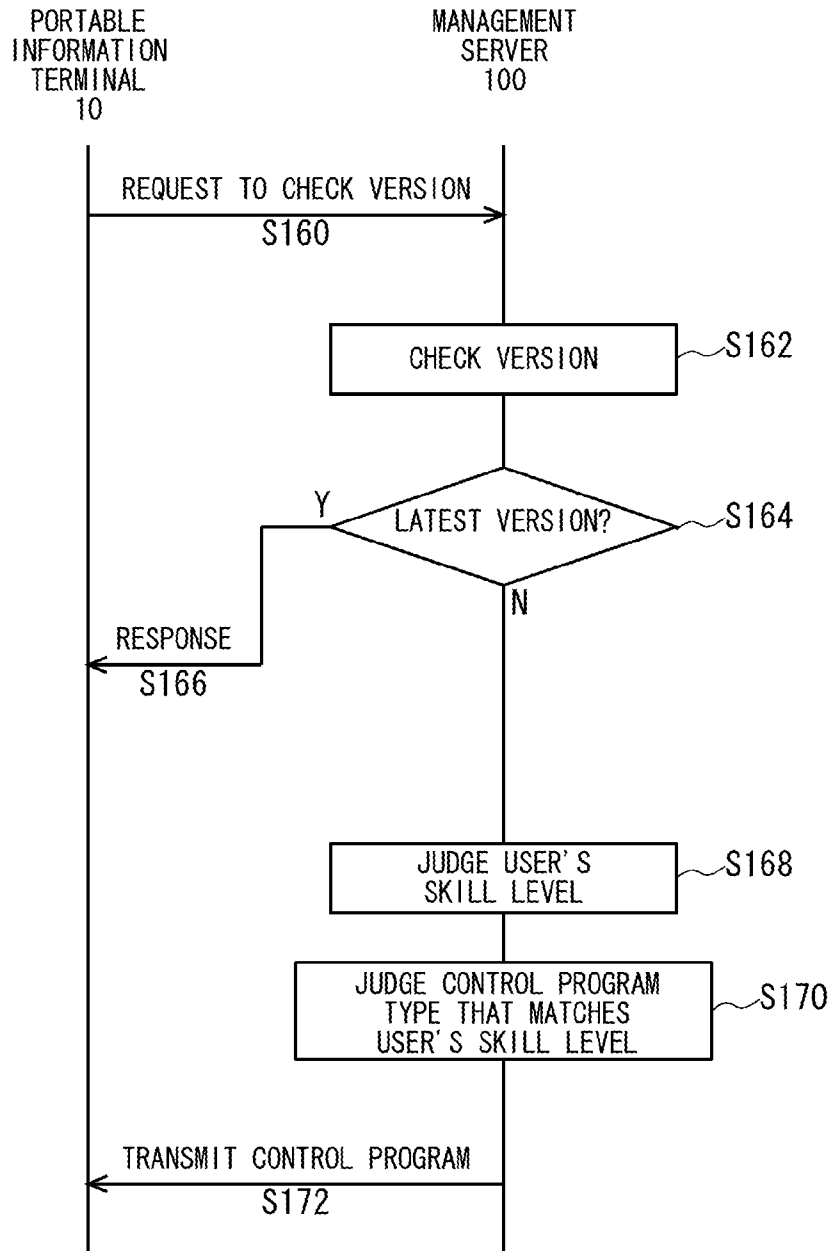 PORTABLE
INFORMATION
TERMINAL
10
MANAGEMENT
SERVER
100
REQUEST TO CHECK VERSION
S160
CHECK VERSION
S162
LATEST VERSION?
S164
Y
N
RESPONSE
S166
JUDGE USER'S
SKILL LEVEL
S168
JUDGE CONTROL PROGRAM
TYPE THAT MATCHES
USER'S SKILL LEVEL
S170
TRANSMIT CONTROL PROGRAM
S172